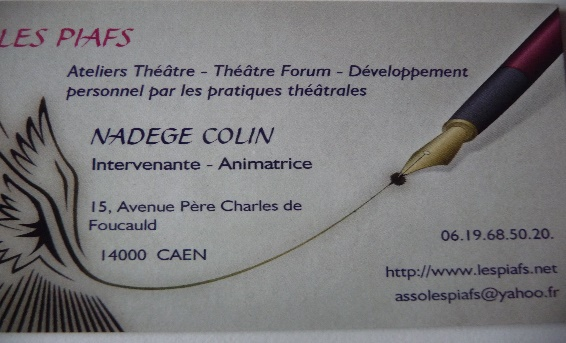 LES PIAFS
Ateliers Théâtre - Théâtre Forum - Développement
personnel par les pratiques théâtrales
NADEGE COLIN
Intervenante - Animatrice
15, Avenue Père Charles de
Foucauld
14000 CAEN
06.19.68.50.20.
http://www.lespiafs.net
assolespiafs@yahoo.fr